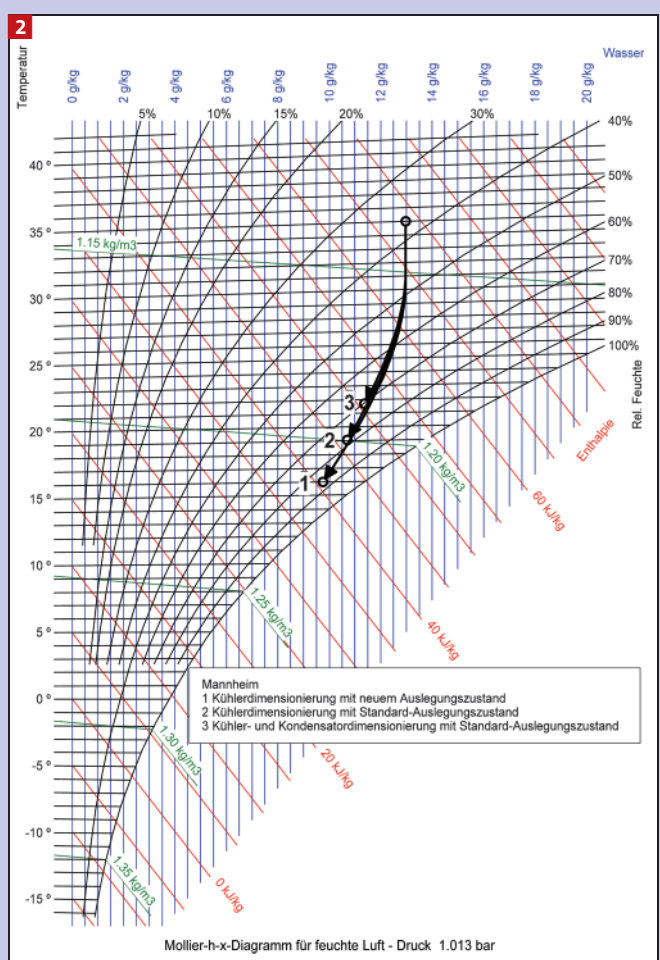 2
Temperatur
Wasser
0 g/kg
2 g/kg
4 g/kg
6 g/kg
8 g/kg
10 g/kg
12 g/kg
14 g/kg
16 g/kg
18 g/kg
20 g/kg
5%
10%
15%
20%
30%
40%
50%
60%
70%
80%
90%
100%
Rel. Feuchte
40 °
35 °
30 °
25 °
20 °
15 °
10 °
5 °
0 °
-5 °
-10 °
-15 °
1.15 kg/m3
1.20 kg/m3
1.25 kg/m3
1.30 kg/m3
1.35 kg/m3
3
2
1
Enthalpie
60 kJ/kg
40 kJ/kg
20 kJ/kg
0 kJ/kg
Mannheim
1 Kühlerdimensionierung mit neuem Auslegungszustand
2 Kühlerdimensionierung mit Standard-Auslegungszustand
3 Kühler- und Kondensatordimensionierung mit Standard-Auslegungszustand
Mollier-h-x-Diagramm für feuchte Luft - Druck 1.013 bar